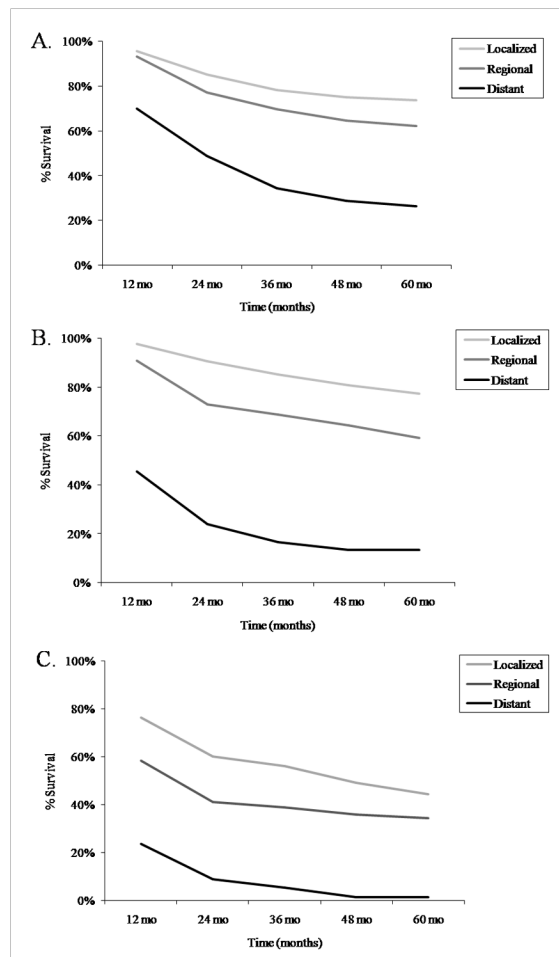 A.
100%
80%
60%
40%
20%
0%
% Survival
12 mo 24 mo 36 mo 48 mo 60 mo
Time (months)
Localized
Regional
Distant
B.
100%
80%
60%
40%
20%
0%
% Survival
12 mo 24 mo 36 mo 48 mo 60 mo
Time (months)
Localized
Regional
Distant
C.
100%
80%
60%
40%
20%
0%
% Survival
12 mo 24 mo 36 mo 48 mo 60 mo
Time (months)
Localized
Regional
Distant